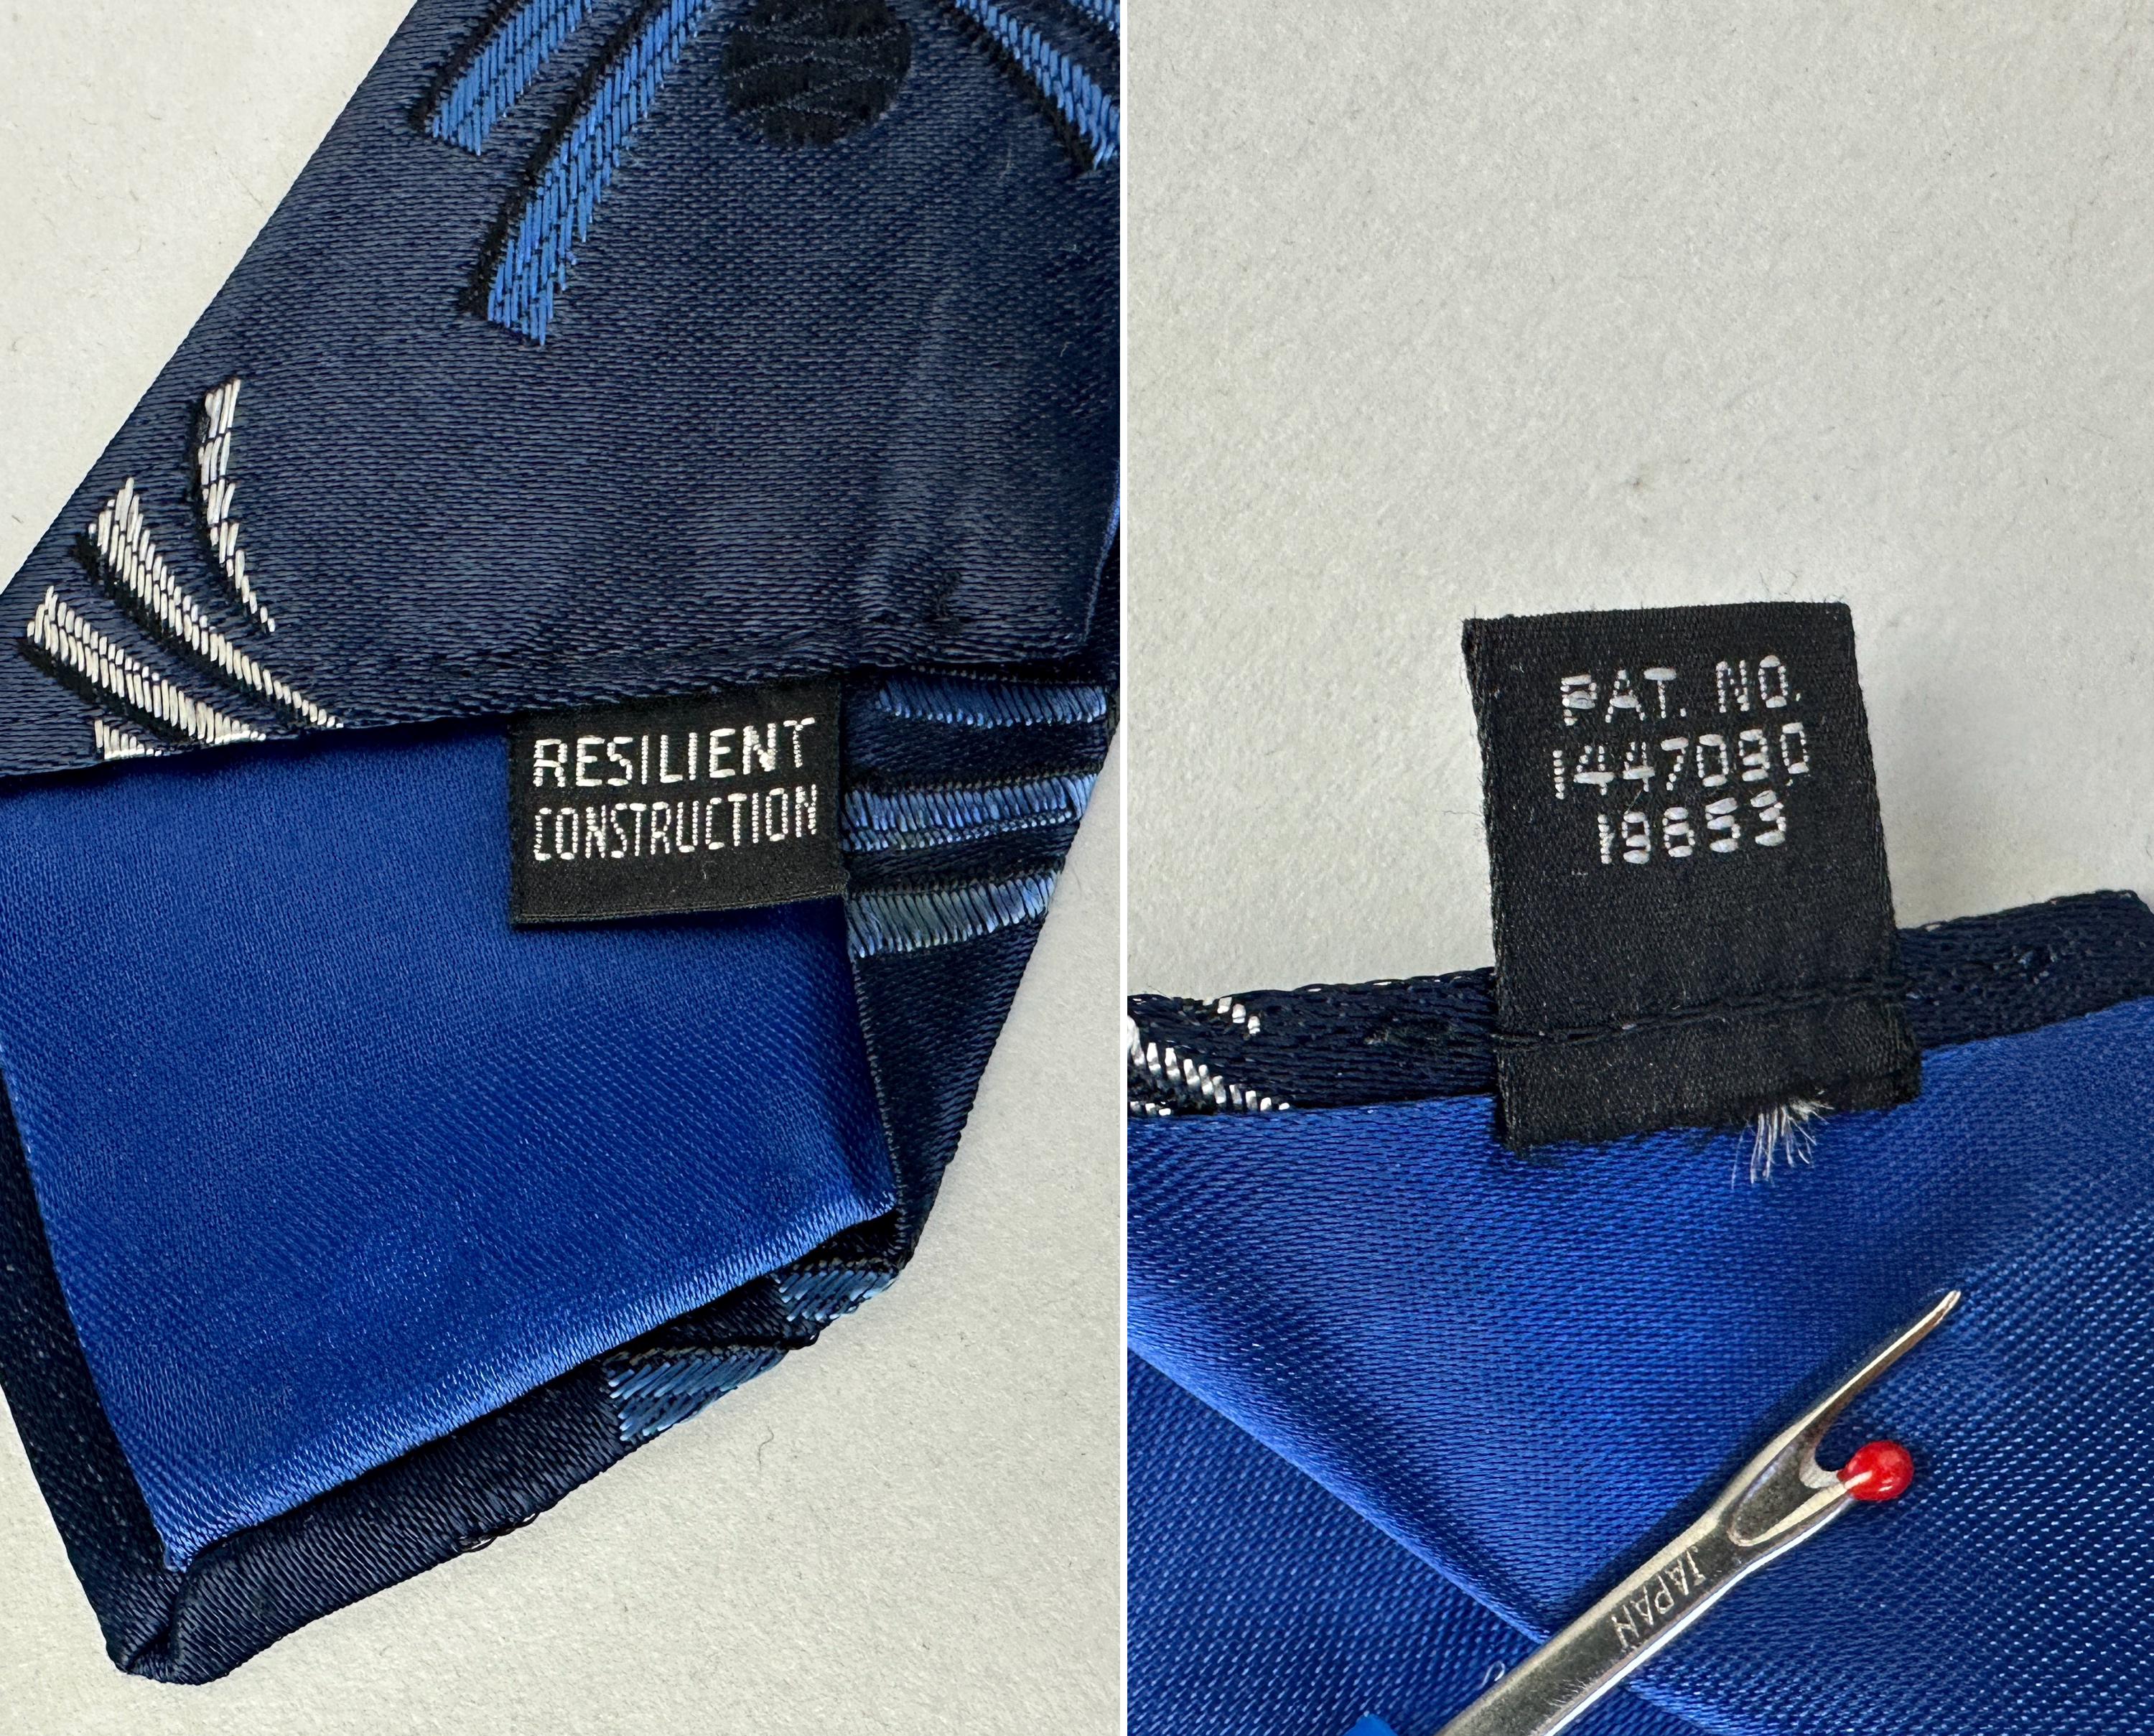 RESILIENT
CONSTRUCTION
PAT. NO.
1447090
19653
JAPAN